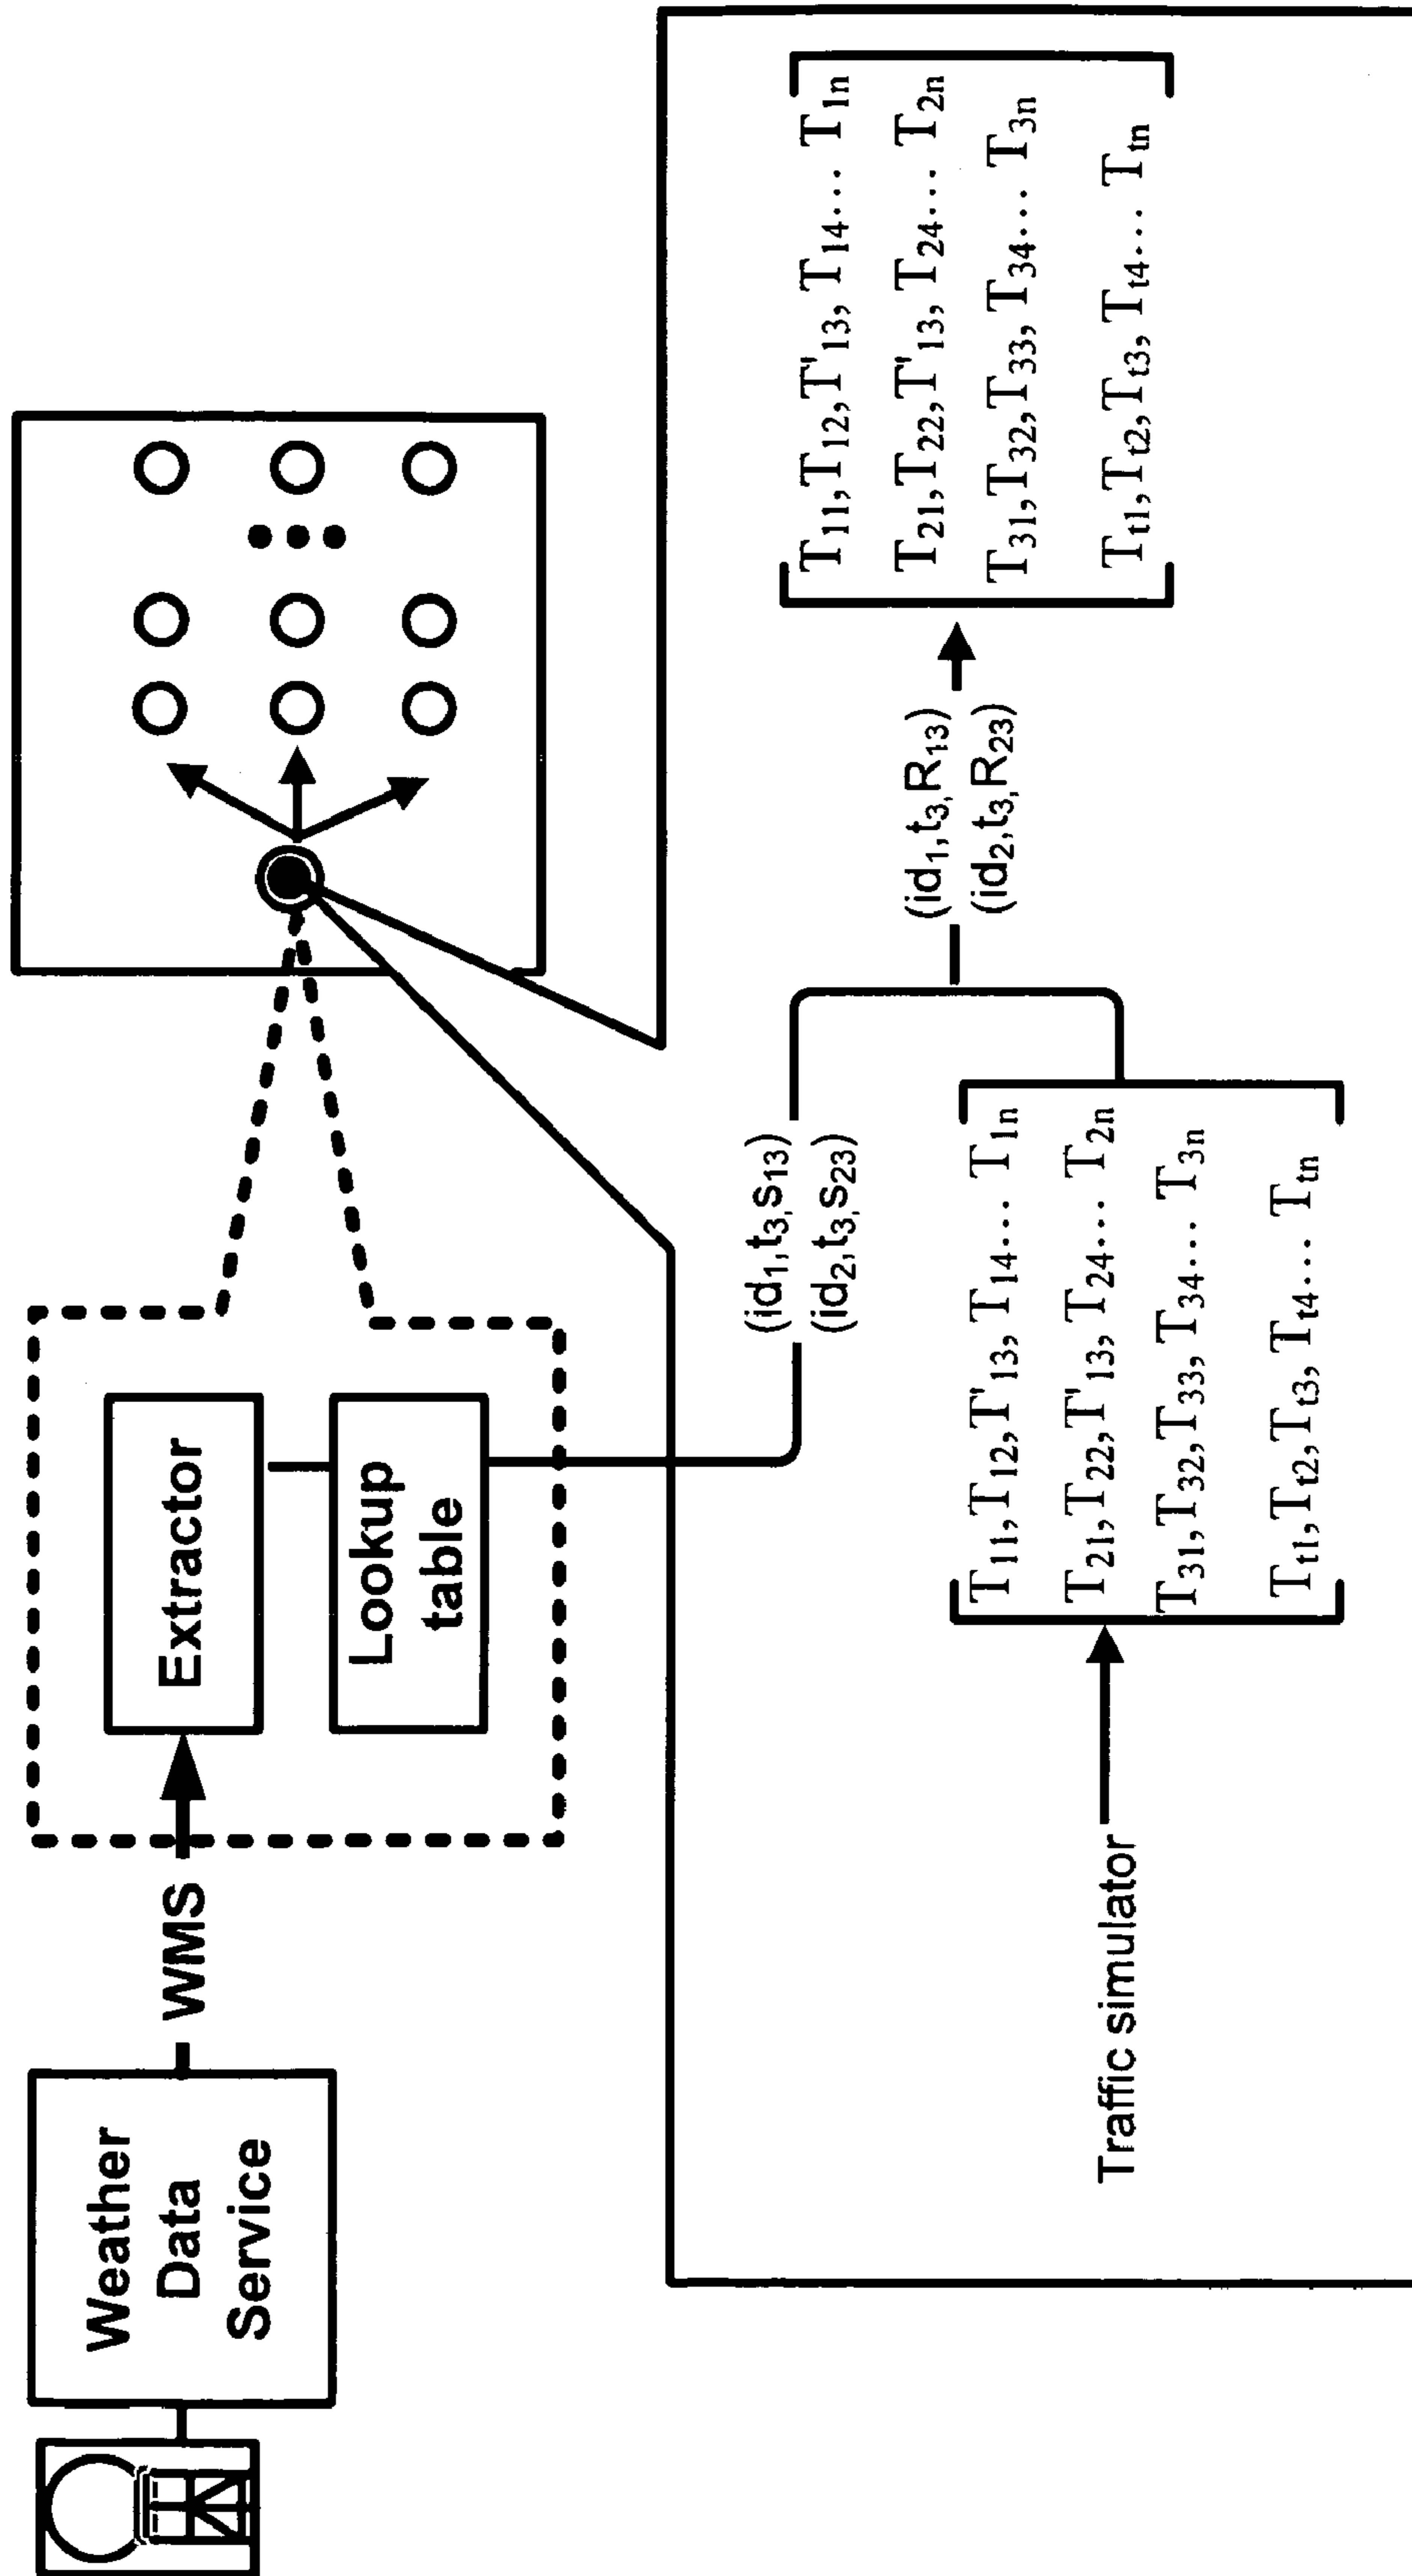 Weather
Data
Service
WMS
Extractor
Lookup
table
(id₁,t₃,s₁₃)
(id₂,t₃,s₂₃)
Traffic simulator
T₁₁,T₁₂,T'₁₃, T₁₄... T₁ₙ
T₂₁,T₂₂,T'₁₃, T₂₄... T₂ₙ
T₃₁,T₃₂,T₃₃, T₃₄... T₃ₙ
Tₜ₁,Tₜ₂,Tₜ₃, Tₜ₄... Tₜₙ
(id₁,t₃,R₁₃)
(id₂,t₃,R₂₃)
T₁₁,T₁₂,T'₁₃, T₁₄... T₁ₙ
T₂₁,T₂₂,T'₁₃, T₂₄... T₂ₙ
T₃₁,T₃₂,T₃₃, T₃₄... T₃ₙ
Tₜ₁,Tₜ₂,Tₜ₃, Tₜ₄... Tₜₙ